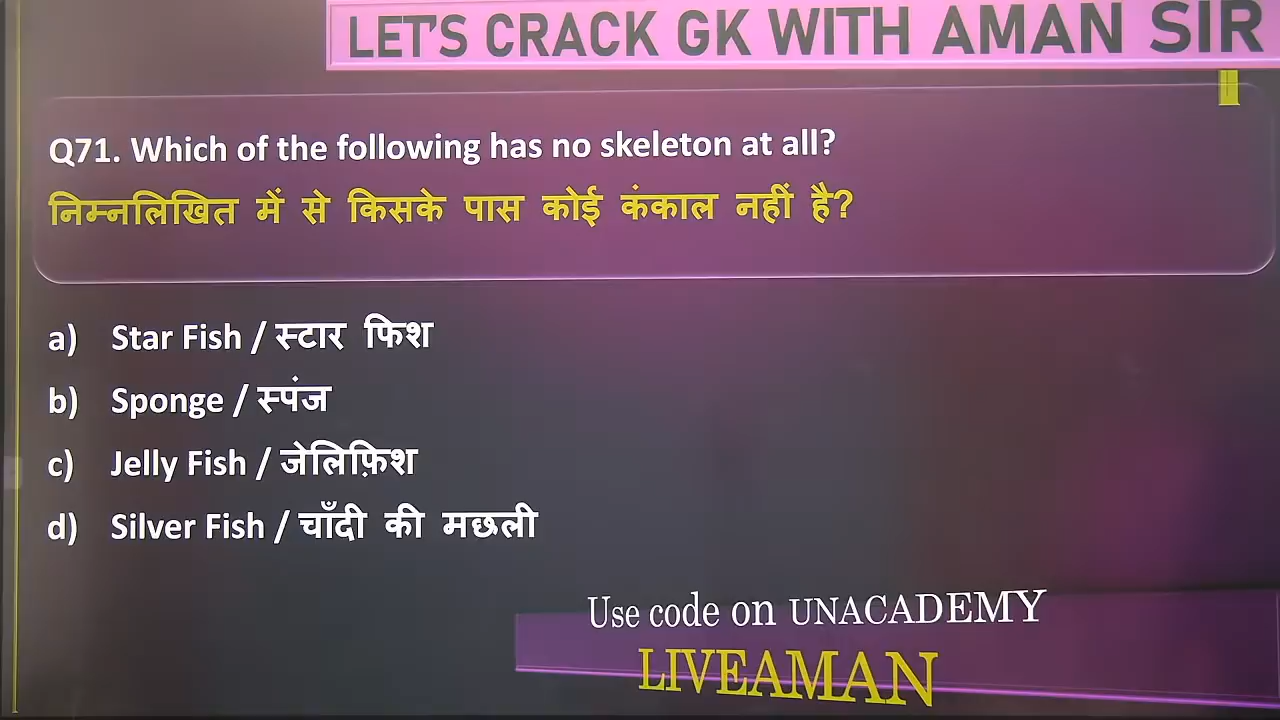 LET'S CRACK GK WITH AMAN SIR
Q71. Which of the following has no skeleton at all?
निम्नलिखित में से किसके पास कोई कंकाल नहीं है?
a) Star Fish / स्टार फिश
b) Sponge / स्पंज
c) Jelly Fish / जेलिफ़िश
d) Silver Fish / चाँदी की मछली
Use code on UNACADEMY
LIVEAMAN